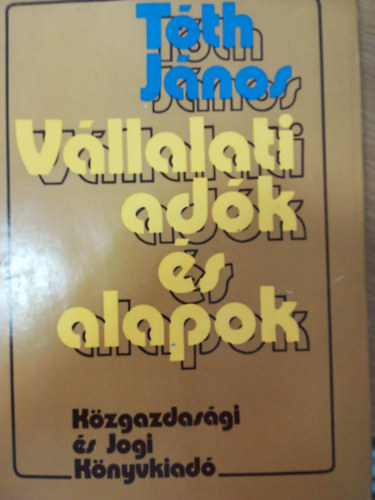 Tóth
János
Vállalati
adók
és
alapok
Közgazdasági
és Jogi
Könyvkiadó